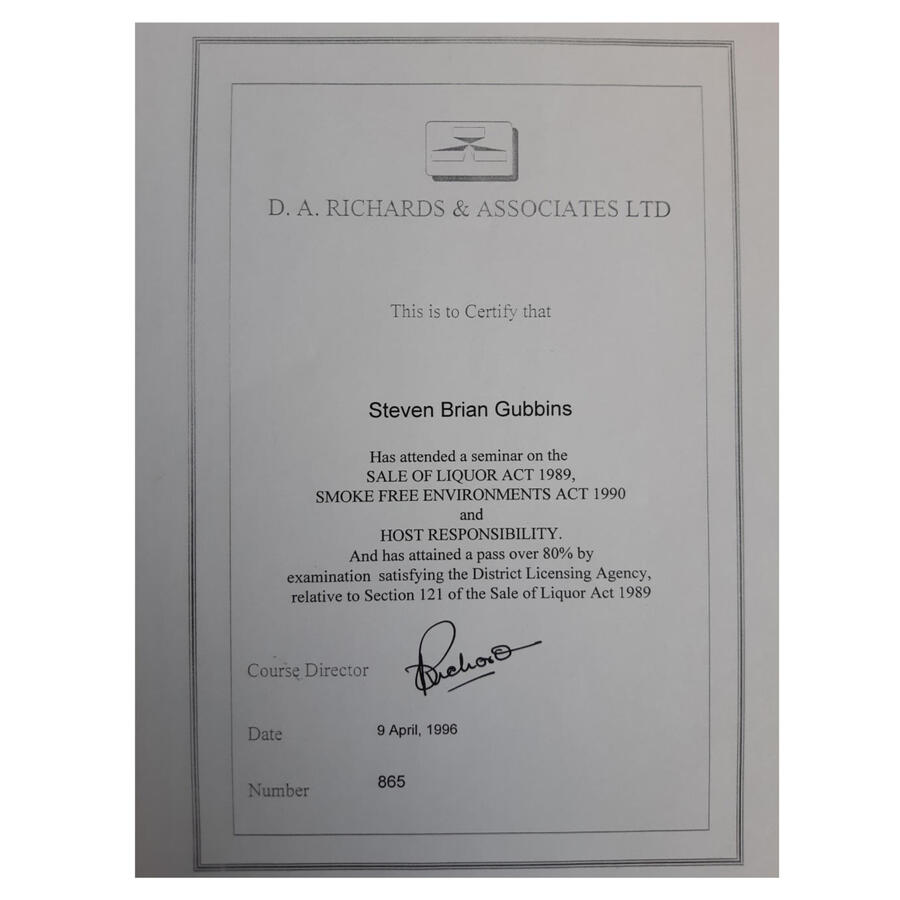 D. A. RICHARDS & ASSOCIATES LTD
This is to Certify that
Steven Brian Gubbins
Has attended a seminar on the
SALE OF LIQUOR ACT 1989,
SMOKE FREE ENVIRONMENTS ACT 1990
and
HOST RESPONSIBILITY.
And has attained a pass over 80% by
examination satisfying the District Licensing Agency,
relative to Section 121 of the Sale of Liquor Act 1989
Course Director
Date 9 April, 1996
Number 865